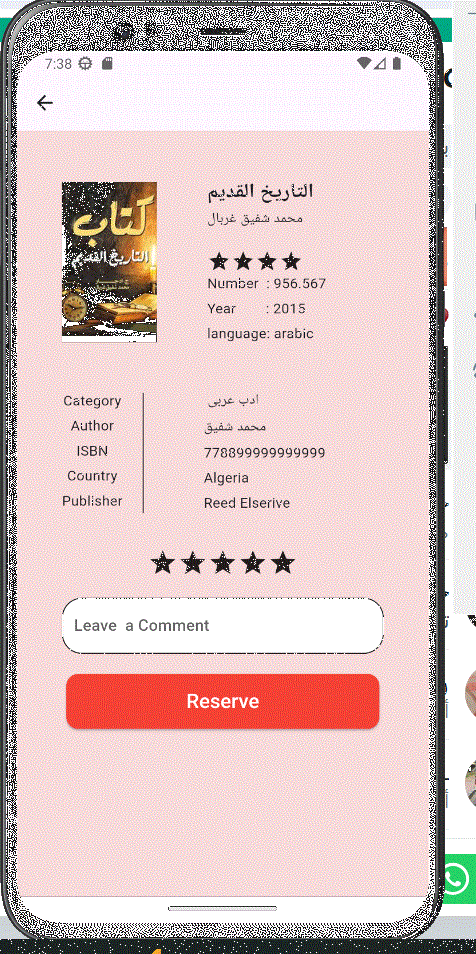 7:38
التاريخ القديم
محمد شفيق غربال
كتاب
التاريخ القديم
Number : 956.567
Year : 2015
language: arabic
Category ادب عربى
Author محمد شفيق
ISBN 778899999999999
Country Algeria
Publisher Reed Elserive
Leave a Comment
Reserve